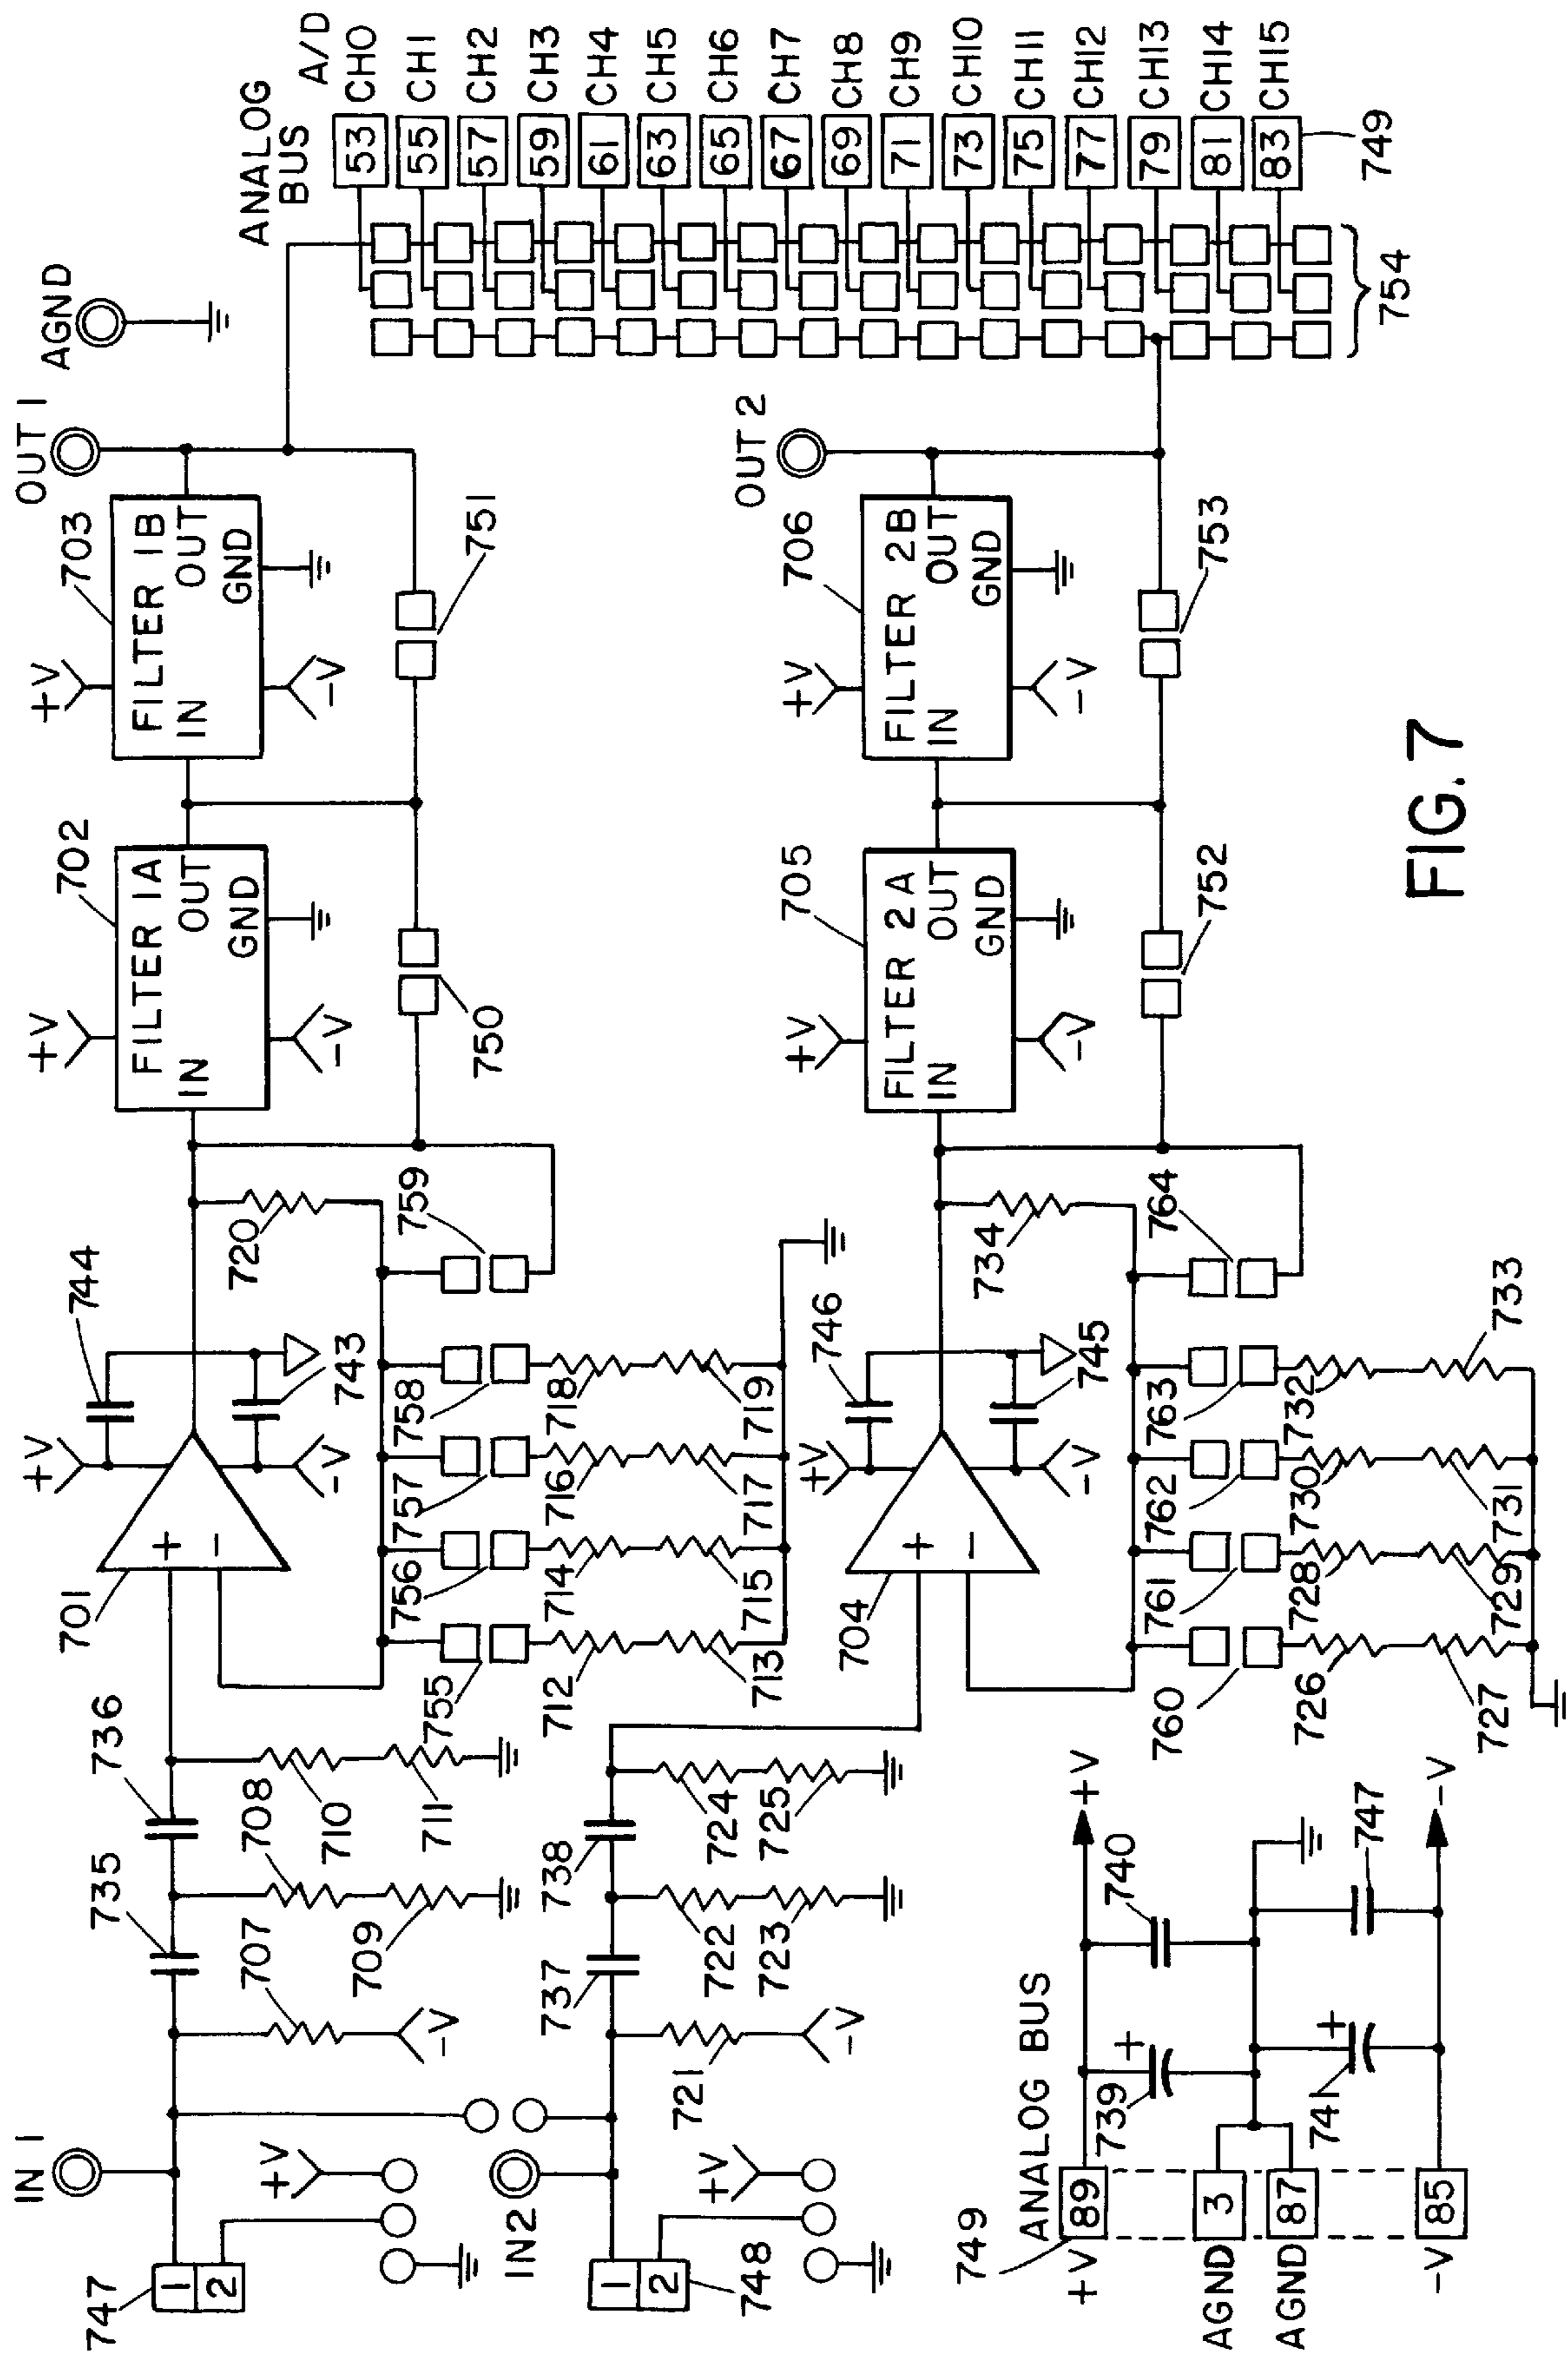 IN 1
747
1
2
+V
735
736
707
-V
708
709
710
711
701
+
-
+V
-V
744
743
720
755
756
757
758
759
712
713
714
715
716
717
718
719
702
+V
FILTER 1A
IN
OUT
GND
-V
750
703
+V
FILTER 1B
IN
OUT
GND
-V
751
OUT 1
AGND
IN2
748
1
2
+V
737
738
721
-V
722
723
724
725
704
+
-
+V
-V
746
745
734
760
761
762
763
764
726
727
728
729
730
731
732
733
705
+V
FILTER 2A
IN
OUT
GND
-V
752
706
+V
FILTER 2B
IN
OUT
GND
-V
753
OUT 2
ANALOG
BUS
A/D
53 CH0
55 CH1
57 CH2
59 CH3
61 CH4
63 CH5
65 CH6
67 CH7
69 CH8
71 CH9
73 CH10
75 CH11
77 CH12
79 CH13
81 CH14
83 CH15
749
754
749
ANALOG BUS
+V 89
AGND 3
AGND 87
-V 85
739
+
740
741
+
747
+V
-V
FIG. 7